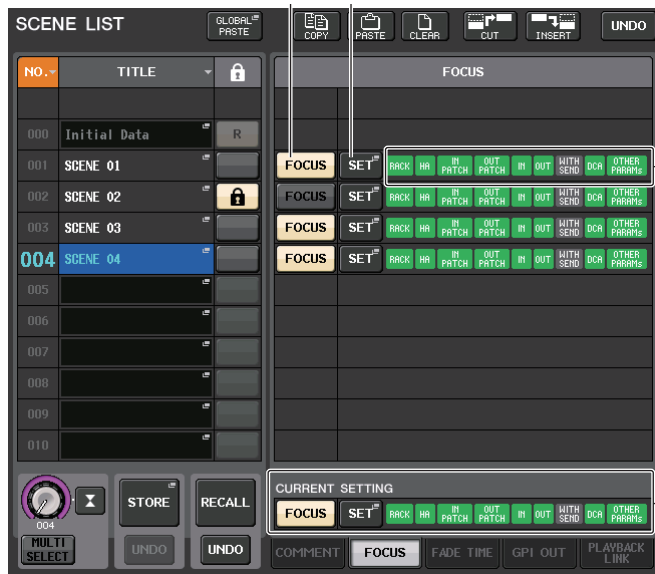 SCENE LIST GLOBAL PASTE COPY PASTE CLEAR CUT INSERT UNDO
NO. TITLE FOCUS
000 Initial Data R
001 SCENE 01 FOCUS SET RACK HA IN PATCH OUT PATCH IN OUT WITH SEND DCA OTHER PARAMs
002 SCENE 02 FOCUS SET RACK HA IN PATCH OUT PATCH IN OUT WITH SEND DCA OTHER PARAMs
003 SCENE 03 FOCUS SET RACK HA IN PATCH OUT PATCH IN OUT WITH SEND DCA OTHER PARAMs
004 SCENE 04 FOCUS SET RACK HA IN PATCH OUT PATCH IN OUT WITH SEND DCA OTHER PARAMs
005
006
007
008
009
010
CURRENT SETTING
004 STORE RECALL FOCUS SET RACK HA IN PATCH OUT PATCH IN OUT WITH SEND DCA OTHER PARAMs
MULTI SELECT UNDO UNDO COMMENT FOCUS FADE TIME GPI OUT PLAYBACK LINK